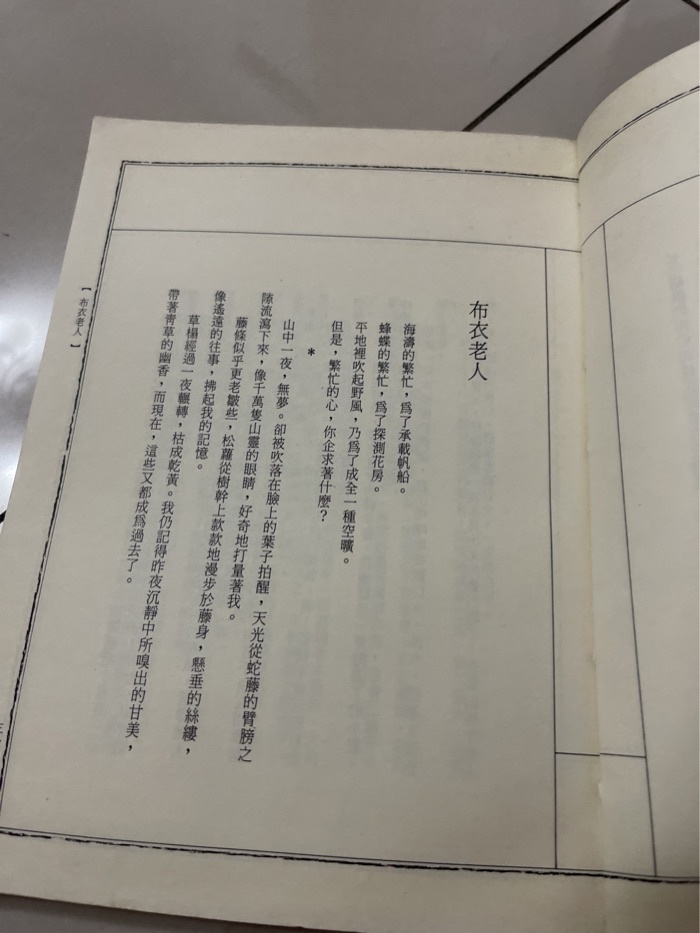 布衣老人
海濤的繁忙，為了承載帆船。
蜂蝶的繁忙，為了探測花房。
平地裡吹起野風，乃為了成全一種空曠。
但是，繁忙的心，你企求著什麼？
*
山中一夜，無夢。卻被吹落在臉上的葉子拍醒，天光從蛇藤的臂膀之
隙流瀉下來，像千萬隻山靈的眼睛，好奇地打量著我。
藤條似乎更老皺些，松蘿從樹幹上款款地漫步於藤身，懸垂的絲縷，
像遙遠的往事，拂起我的記憶。
草榻經過一夜輾轉，枯成乾黃。我仍記得昨夜沉靜中所嗅出的甘美，
帶著青草的幽香，而現在，這些又都成為過去了。
【布衣老人】